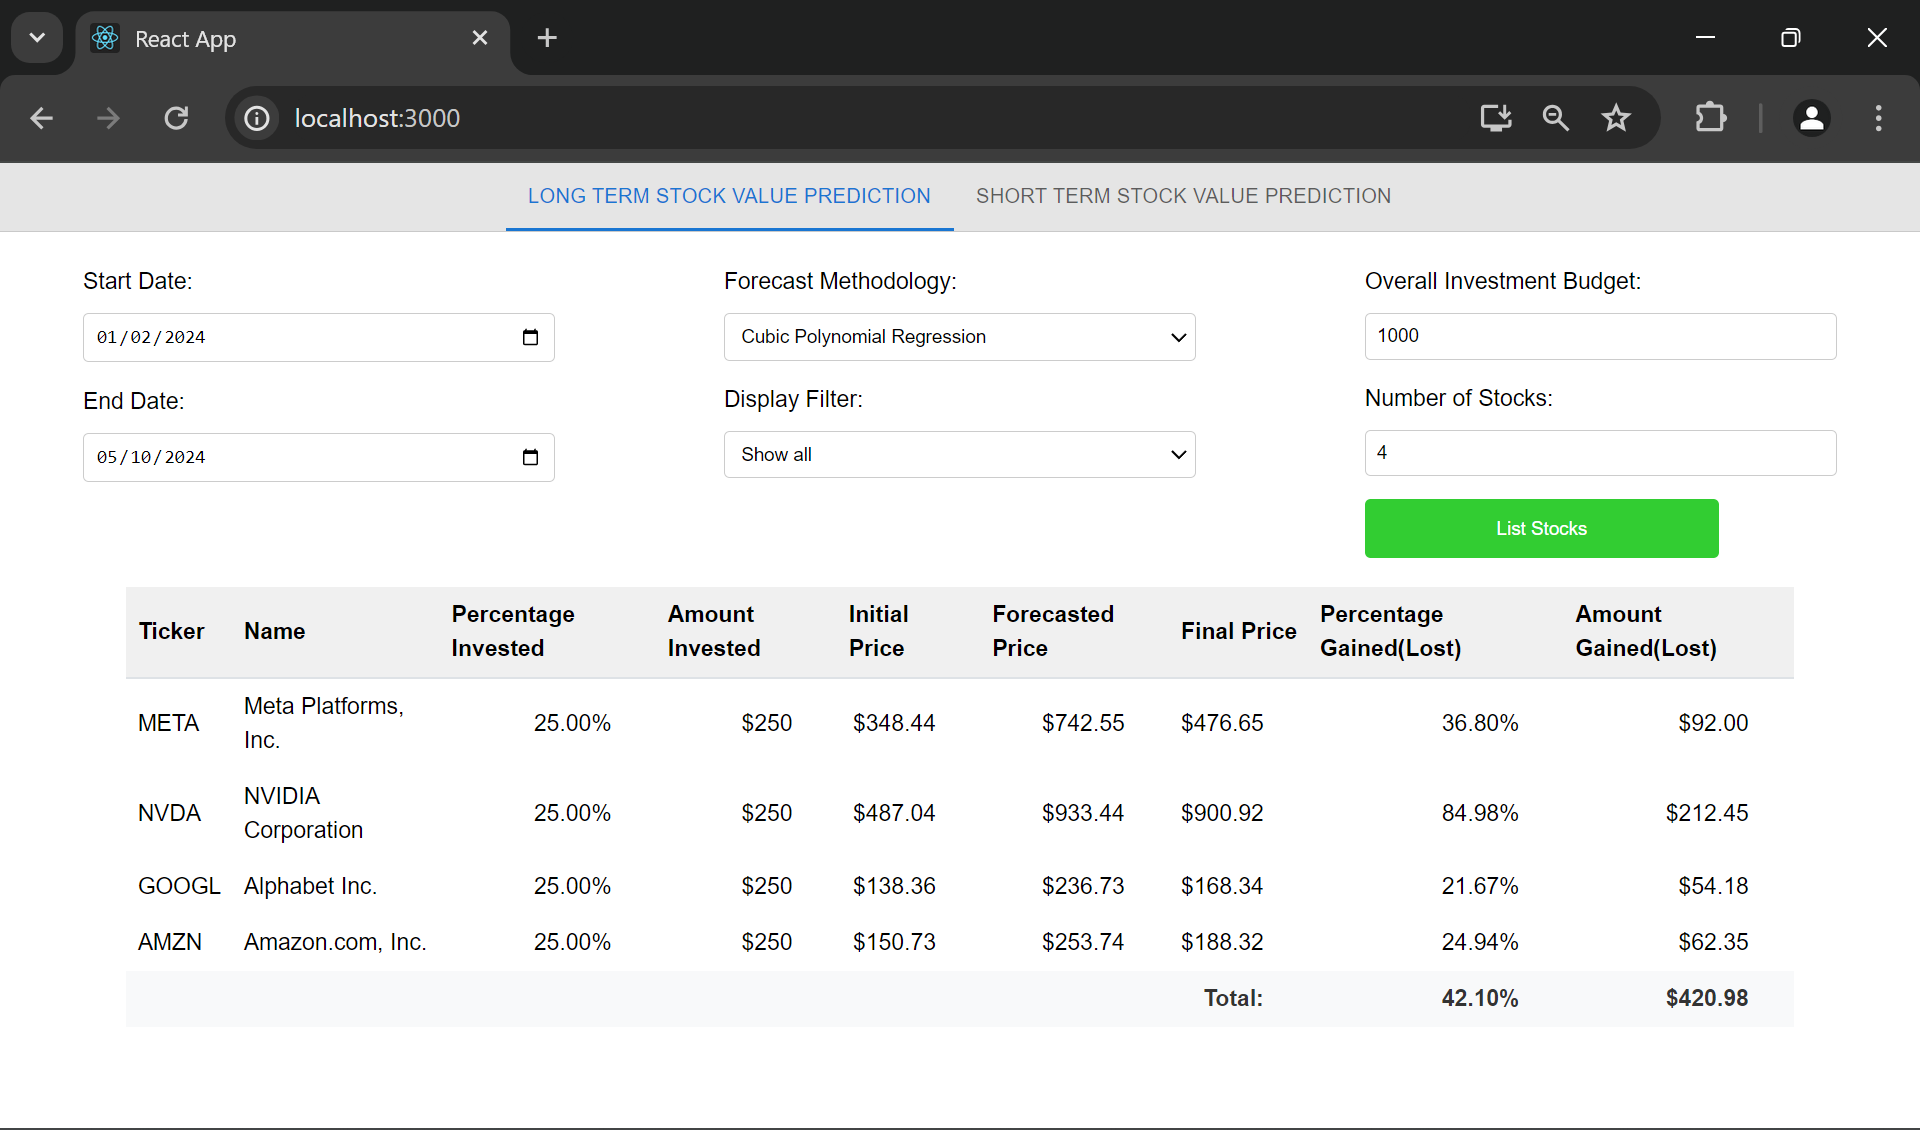 React App
localhost:3000
LONG TERM STOCK VALUE PREDICTION SHORT TERM STOCK VALUE PREDICTION
Start Date:
01/02/2024
End Date:
05/10/2024
Forecast Methodology:
Cubic Polynomial Regression
Display Filter:
Show all
Overall Investment Budget:
1000
Number of Stocks:
4
List Stocks
Ticker Name Percentage Invested Amount Invested Initial Price Forecasted Price Final Price Percentage Gained(Lost) Amount Gained(Lost)
META Meta Platforms, Inc. 25.00% $250 $348.44 $742.55 $476.65 36.80% $92.00
NVDA NVIDIA Corporation 25.00% $250 $487.04 $933.44 $900.92 84.98% $212.45
GOOGL Alphabet Inc. 25.00% $250 $138.36 $236.73 $168.34 21.67% $54.18
AMZN Amazon.com, Inc. 25.00% $250 $150.73 $253.74 $188.32 24.94% $62.35
Total: 42.10% $420.98